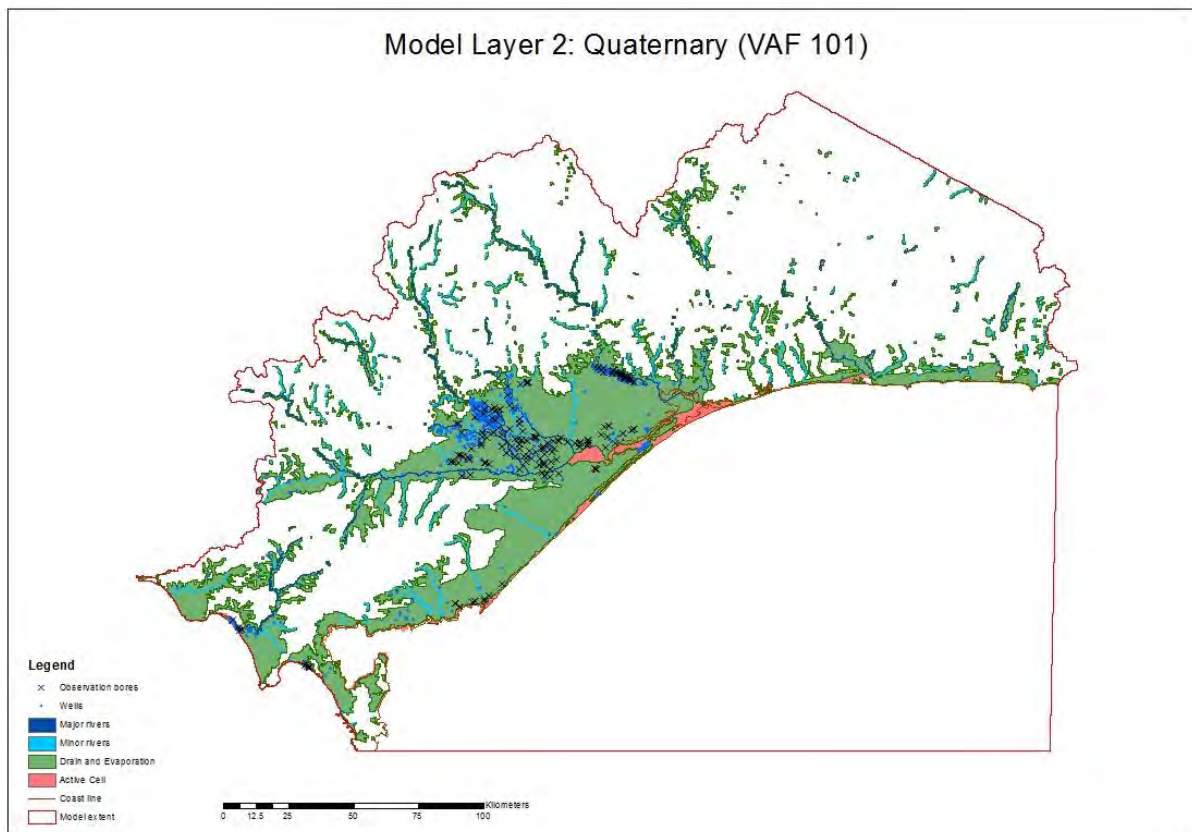 Model Layer 2: Quaternary (VAF 101)
Legend
Observation bores
Wells
Major rivers
Minor rivers
Drain and Evaporation
Active Cell
Coast line
Model extent
Kilometers
0 12.5 25 50 75 100